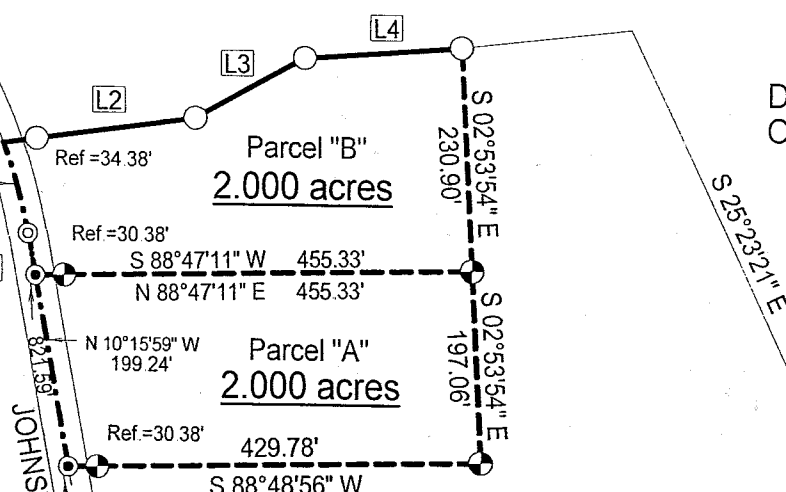 L4
L3
L2
D
C
Parcel "B"
2.000 acres
Ref =34.38'
S 02°53'54" E
230.90'
S 25°23'21" E
Ref.=30.38'
S 88°47'11" W 455.33'
N 88°47'11" E 455.33'
N 10°15'59" W
199.24'
821.59'
Parcel "A"
2.000 acres
S 02°53'54" E
197.06'
Ref.=30.38'
429.78'
S 88°48'56" W
JOHNS